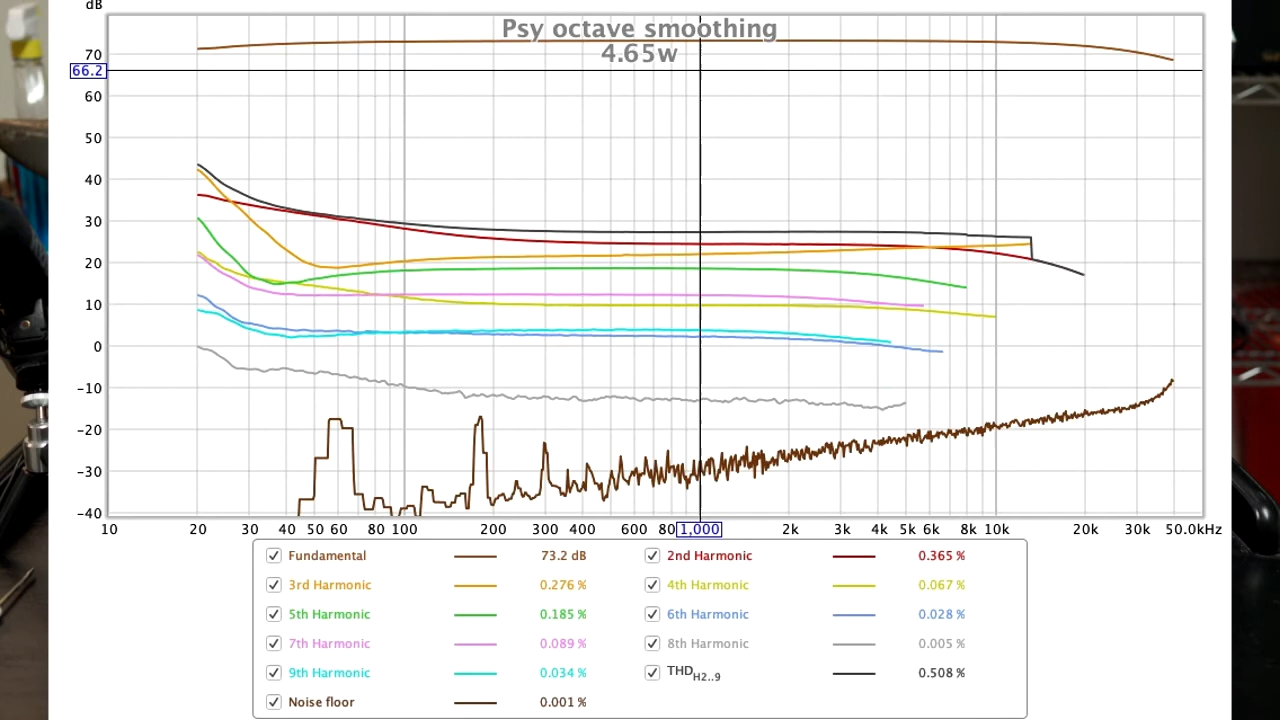 dB
Psy octave smoothing
4.65w
70
66.2
60
50
40
30
20
10
0
-10
-20
-30
-40
10 20 30 40 50 60 80 100 200 300 400 600 80 1,000 2k 3k 4k 5k 6k 8k 10k 20k 30k 50.0kHz
Fundamental 73.2 dB 2nd Harmonic 0.365 %
3rd Harmonic 0.276 % 4th Harmonic 0.067 %
5th Harmonic 0.185 % 6th Harmonic 0.028 %
7th Harmonic 0.089 % 8th Harmonic 0.005 %
9th Harmonic 0.034 % THD H2..9 0.508 %
Noise floor 0.001 %